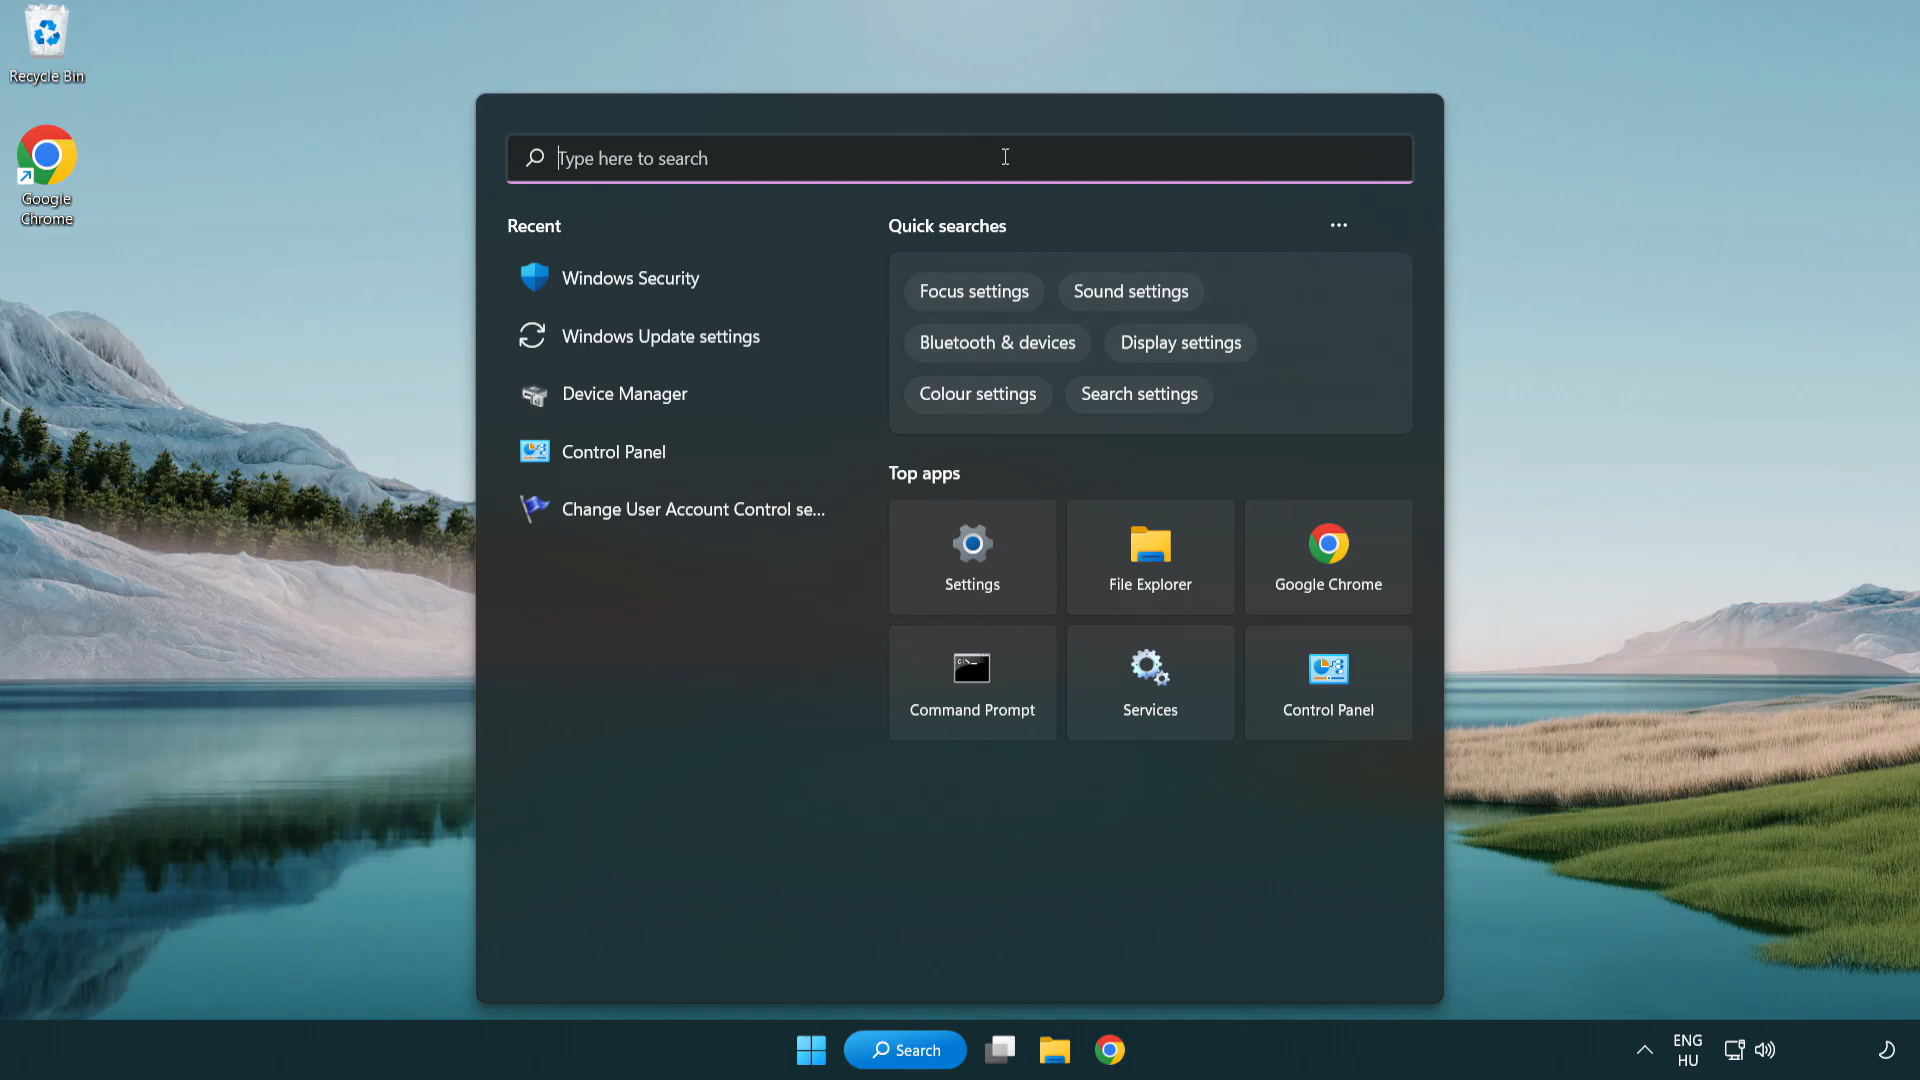 Recycle Bin
Google
Chrome
Type here to search
Recent
Windows Security
Windows Update settings
Device Manager
Control Panel
Change User Account Control se...
Quick searches
Focus settings
Sound settings
Bluetooth & devices
Display settings
Colour settings
Search settings
Top apps
Settings
File Explorer
Google Chrome
Command Prompt
Services
Control Panel
Search
ENG
HU